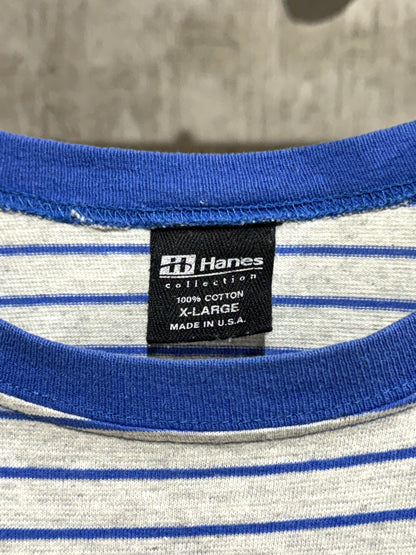 H Hanes
collection
100% COTTON
X-LARGE
MADE IN U.S.A.